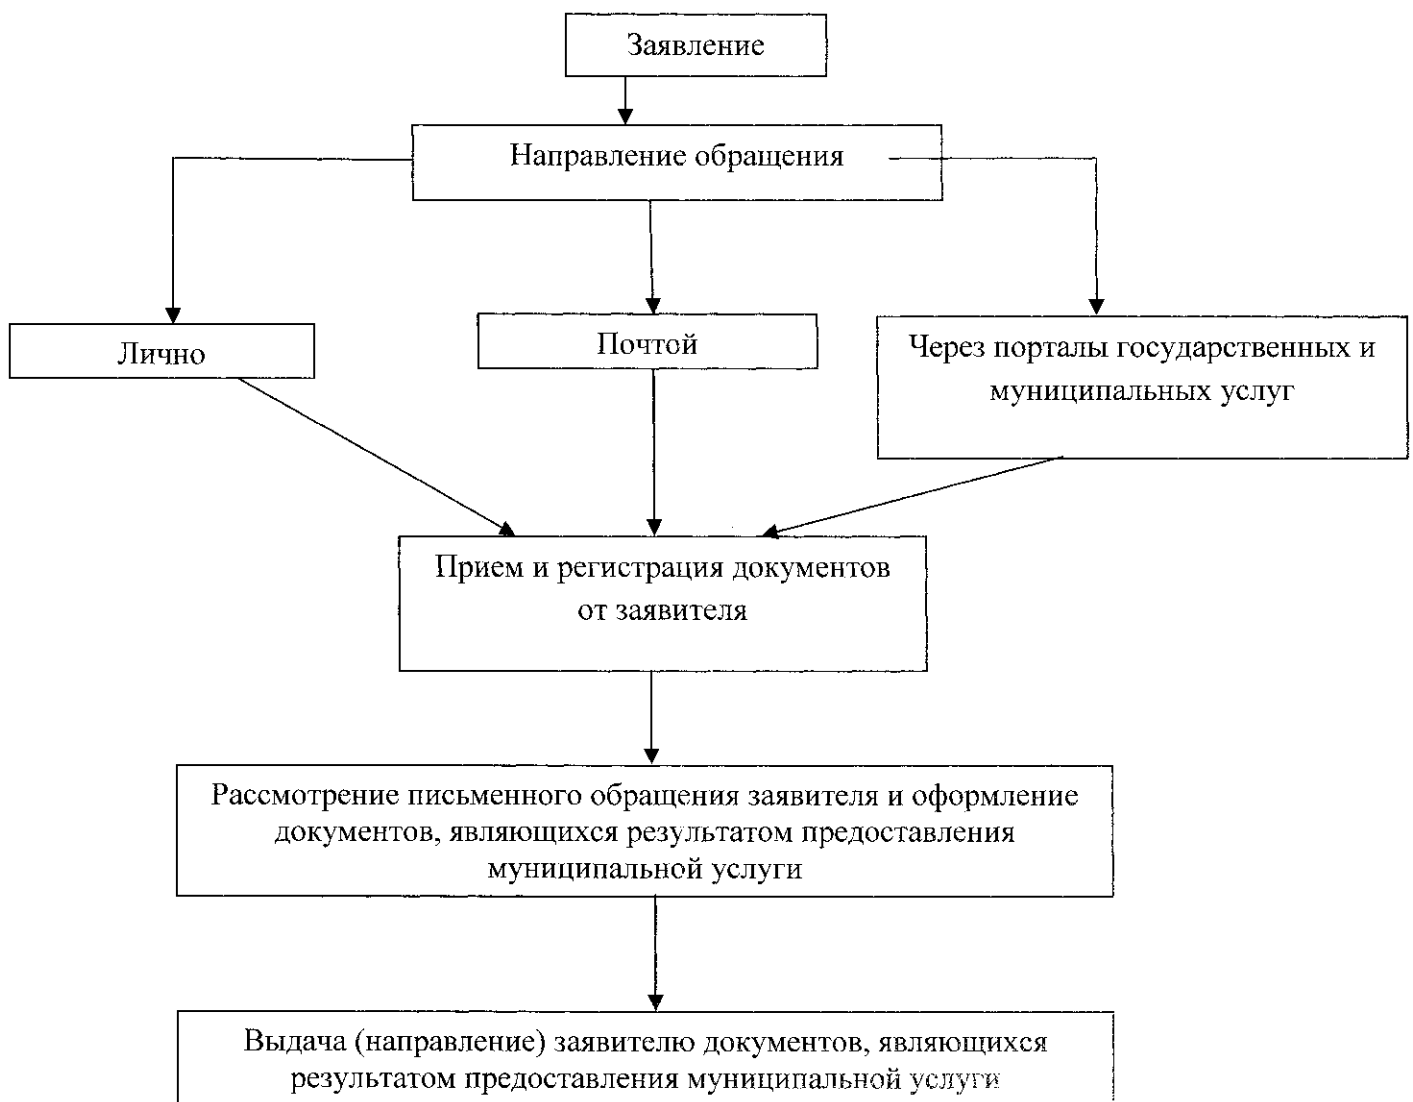 Заявление
Направление обращения
Лично
Почтой
Через порталы государственных и
муниципальных услуг
Прием и регистрация документов
от заявителя
Рассмотрение письменного обращения заявителя и оформление
документов, являющихся результатом предоставления
муниципальной услуги
Выдача (направление) заявителю документов, являющихся
результатом предоставления муниципальной услуги